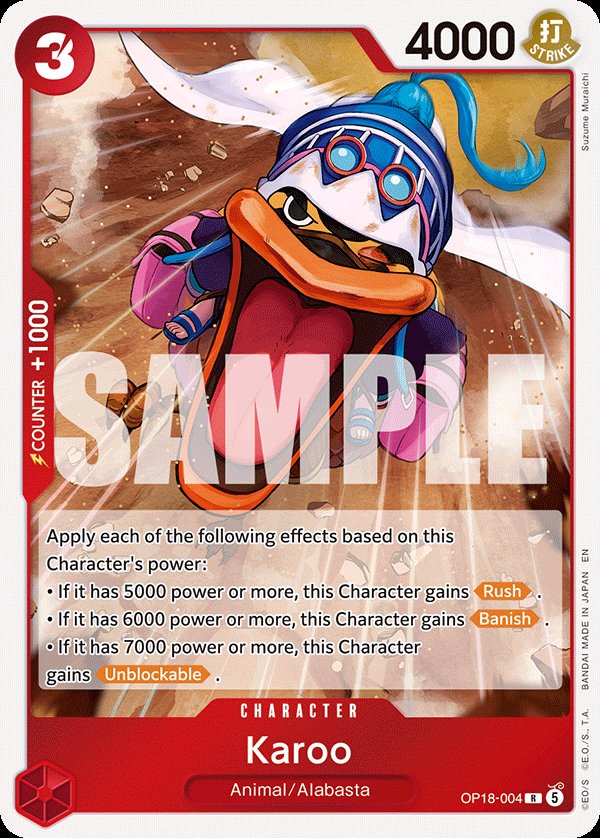 3
4000
打
STRIKE
Suzume Muraichi
COUNTER +1000
SAMPLE
Apply each of the following effects based on this
Character's power:
• If it has 5000 power or more, this Character gains Rush .
• If it has 6000 power or more, this Character gains Banish .
• If it has 7000 power or more, this Character
gains Unblockable .
CHARACTER
Karoo
Animal/Alabasta
OP18-004 R 5
©EO/S ©E.O./S., T.A. BANDAI MADE IN JAPAN EN